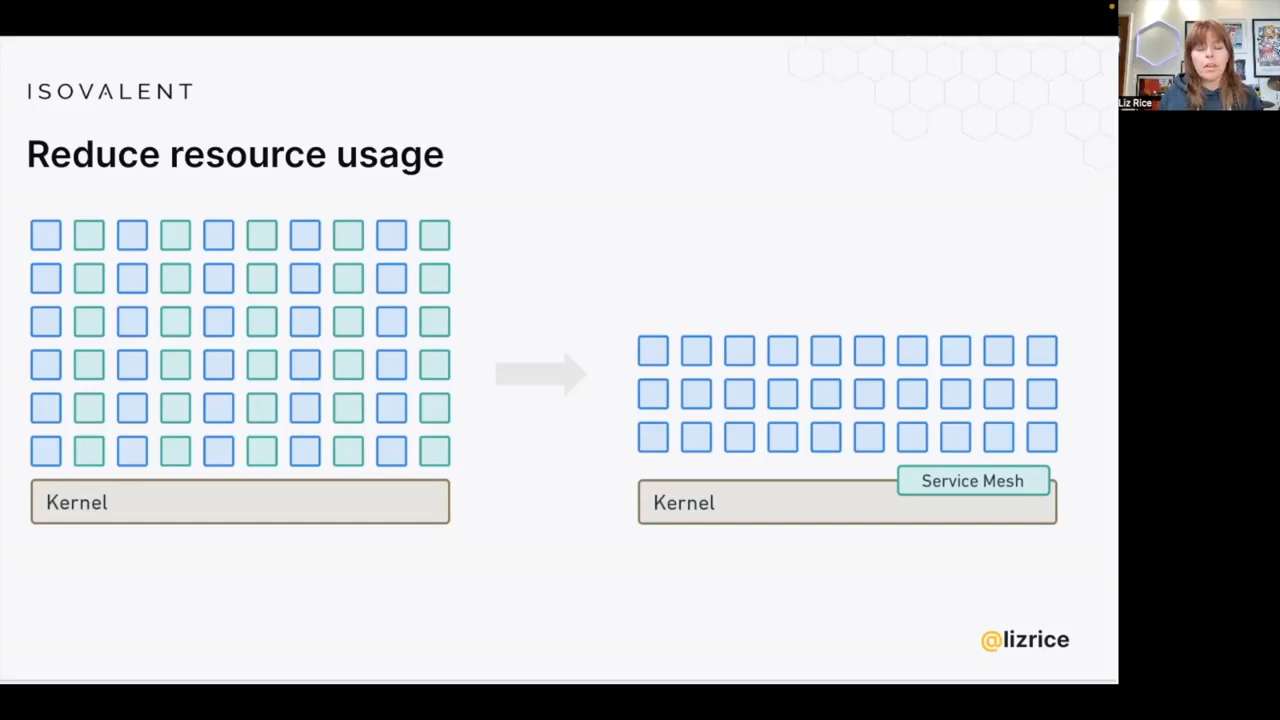 ISOVALENT
Reduce resource usage
Kernel
Service Mesh
Kernel
@lizrice
Liz Rice